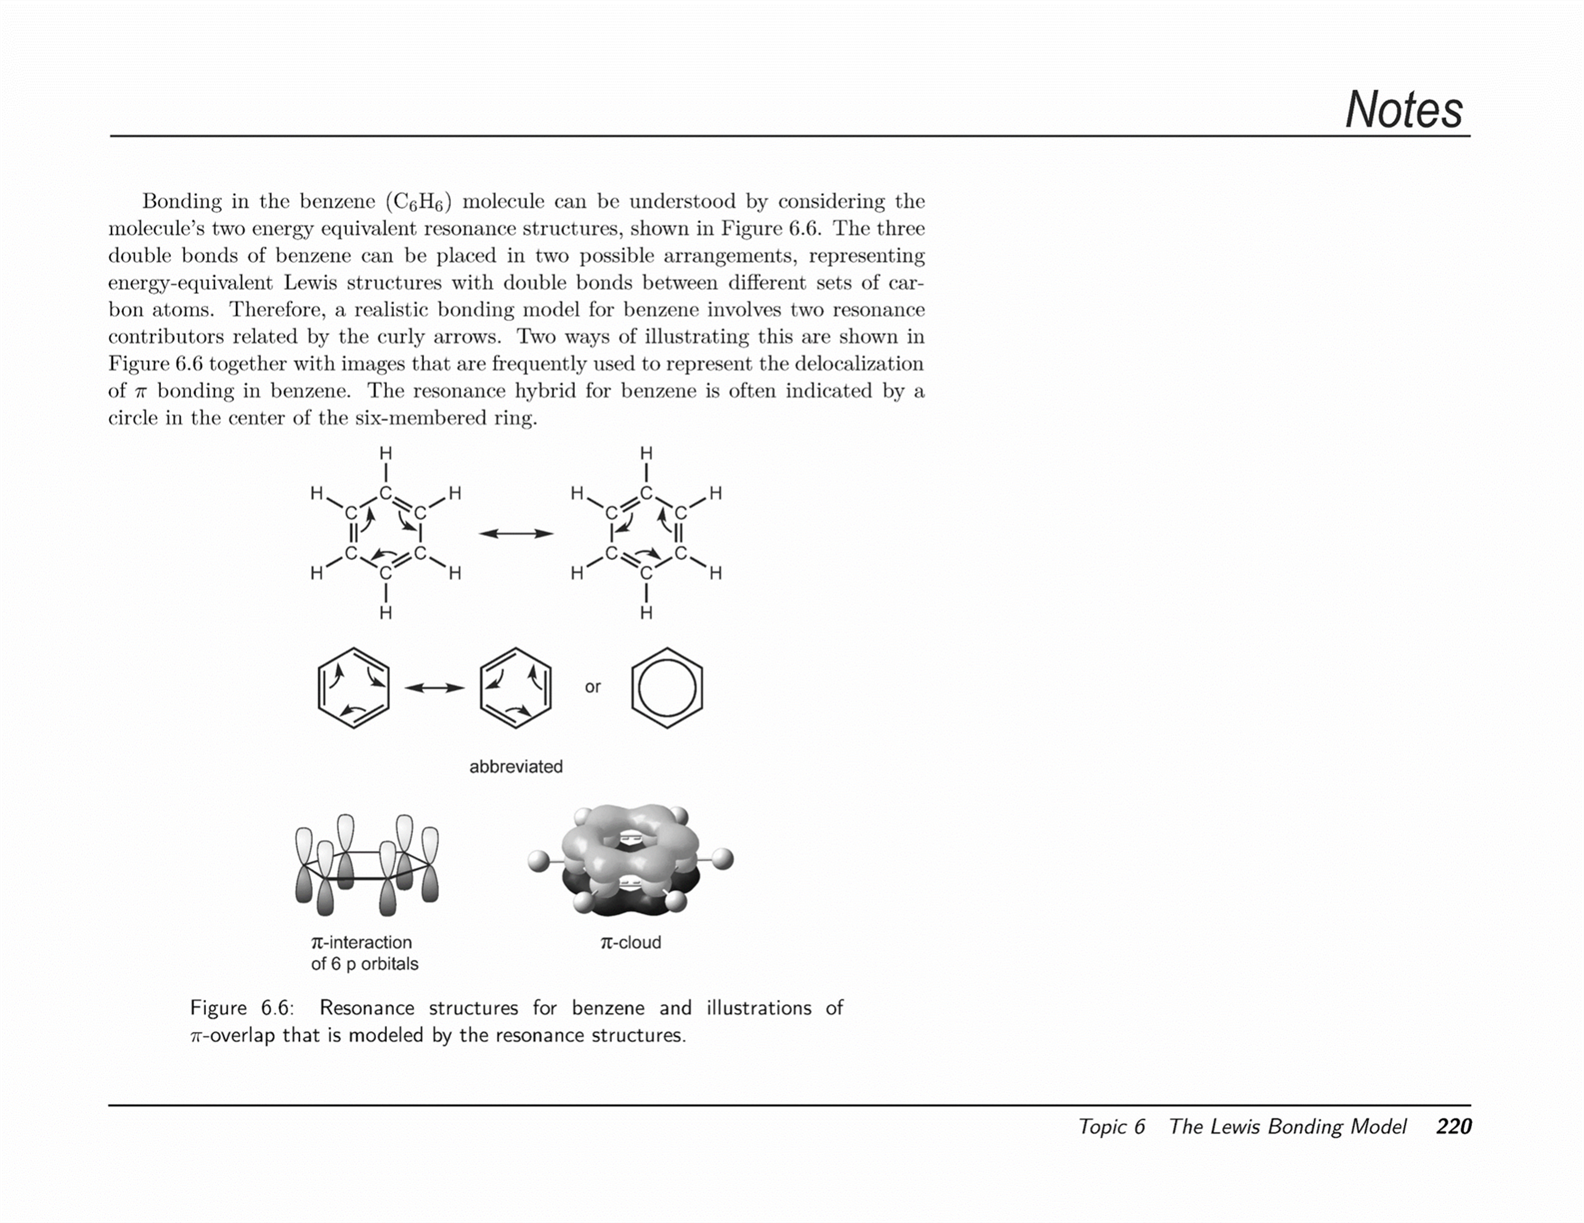 Notes
Bonding in the benzene (C₆H₆) molecule can be understood by considering the
molecule's two energy equivalent resonance structures, shown in Figure 6.6. The three
double bonds of benzene can be placed in two possible arrangements, representing
energy-equivalent Lewis structures with double bonds between different sets of car-
bon atoms. Therefore, a realistic bonding model for benzene involves two resonance
contributors related by the curly arrows. Two ways of illustrating this are shown in
Figure 6.6 together with images that are frequently used to represent the delocalization
of π bonding in benzene. The resonance hybrid for benzene is often indicated by a
circle in the center of the six-membered ring.
H H
H C H H C H
C C C C
C C C C
H C H H C H
H H
or
abbreviated
π-interaction
of 6 p orbitals
π-cloud
Figure 6.6: Resonance structures for benzene and illustrations of
π-overlap that is modeled by the resonance structures.
Topic 6 The Lewis Bonding Model 220